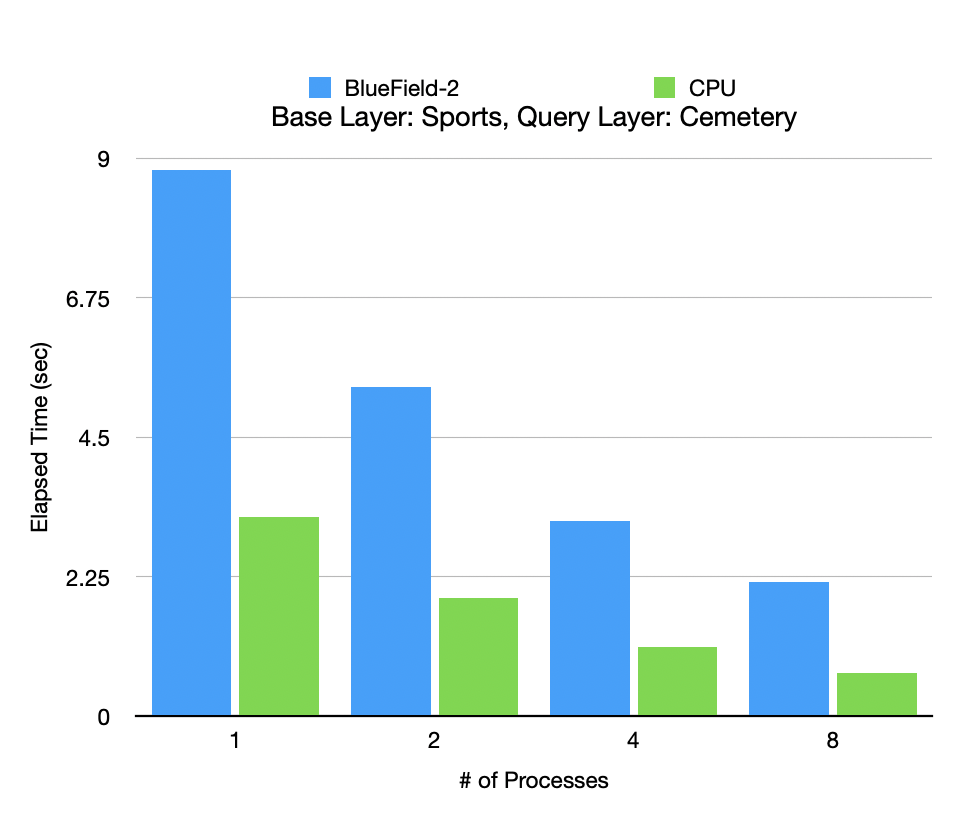 BlueField-2 CPU
Base Layer: Sports, Query Layer: Cemetery
9
6.75
4.5
2.25
0
Elapsed Time (sec)
1 2 4 8
# of Processes